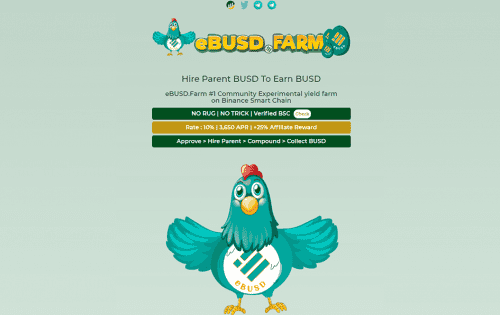 eBUSD.FARM
Hire Parent BUSD To Earn BUSD
eBUSD.Farm #1 Community Experimental yield farm
on Binance Smart Chain
NO RUG | NO TRICK | Verified BSC Check
Rate : 10% | 3,650 APR | +25% Affiliate Reward
Approve > Hire Parent > Compound > Collect BUSD
eBUSD